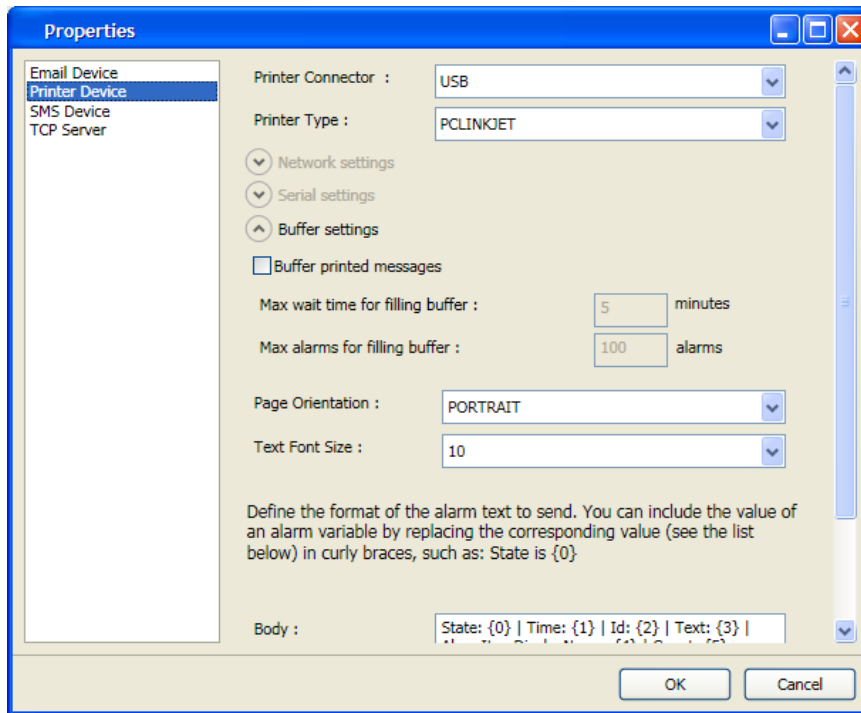 Properties
Email Device
Printer Device
SMS Device
TCP Server
Printer Connector :
USB
Printer Type :
PCLINKJET
Network settings
Serial settings
Buffer settings
Buffer printed messages
Max wait time for filling buffer :
5
minutes
Max alarms for filling buffer :
100
alarms
Page Orientation :
PORTRAIT
Text Font Size :
10
Define the format of the alarm text to send. You can include the value of
an alarm variable by replacing the corresponding value (see the list
below) in curly braces, such as: State is {0}
Body :
State: {0} | Time: {1} | Id: {2} | Text: {3} |
OK
Cancel